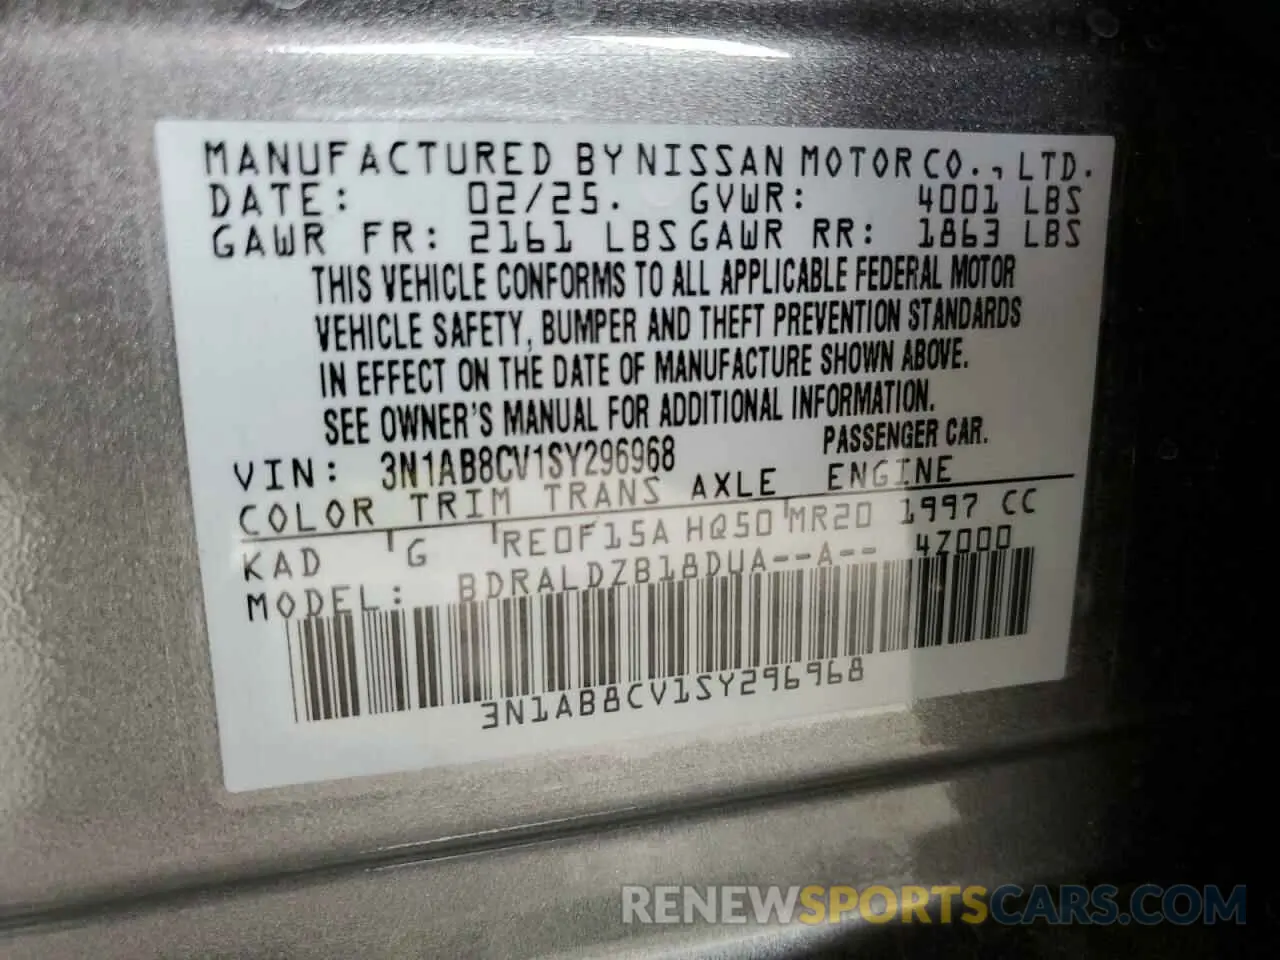 MANUFACTURED BY NISSAN MOTOR CO., LTD.
DATE: 02/25. GVWR: 4001 LBS
GAWR FR: 2161 LBS GAWR RR: 1863 LBS
THIS VEHICLE CONFORMS TO ALL APPLICABLE FEDERAL MOTOR
VEHICLE SAFETY, BUMPER AND THEFT PREVENTION STANDARDS
IN EFFECT ON THE DATE OF MANUFACTURE SHOWN ABOVE.
SEE OWNER'S MANUAL FOR ADDITIONAL INFORMATION.
VIN: 3N1AB8CV1SY296968 PASSENGER CAR.
COLOR TRIM TRANS AXLE ENGINE
KAD G RE0F15A HQ50 MR20 1997 CC
MODEL: BDRALDZB18DUA--A-- 4Z000
3N1AB8CV1SY296968
RENEWSPORTSCARS.COM